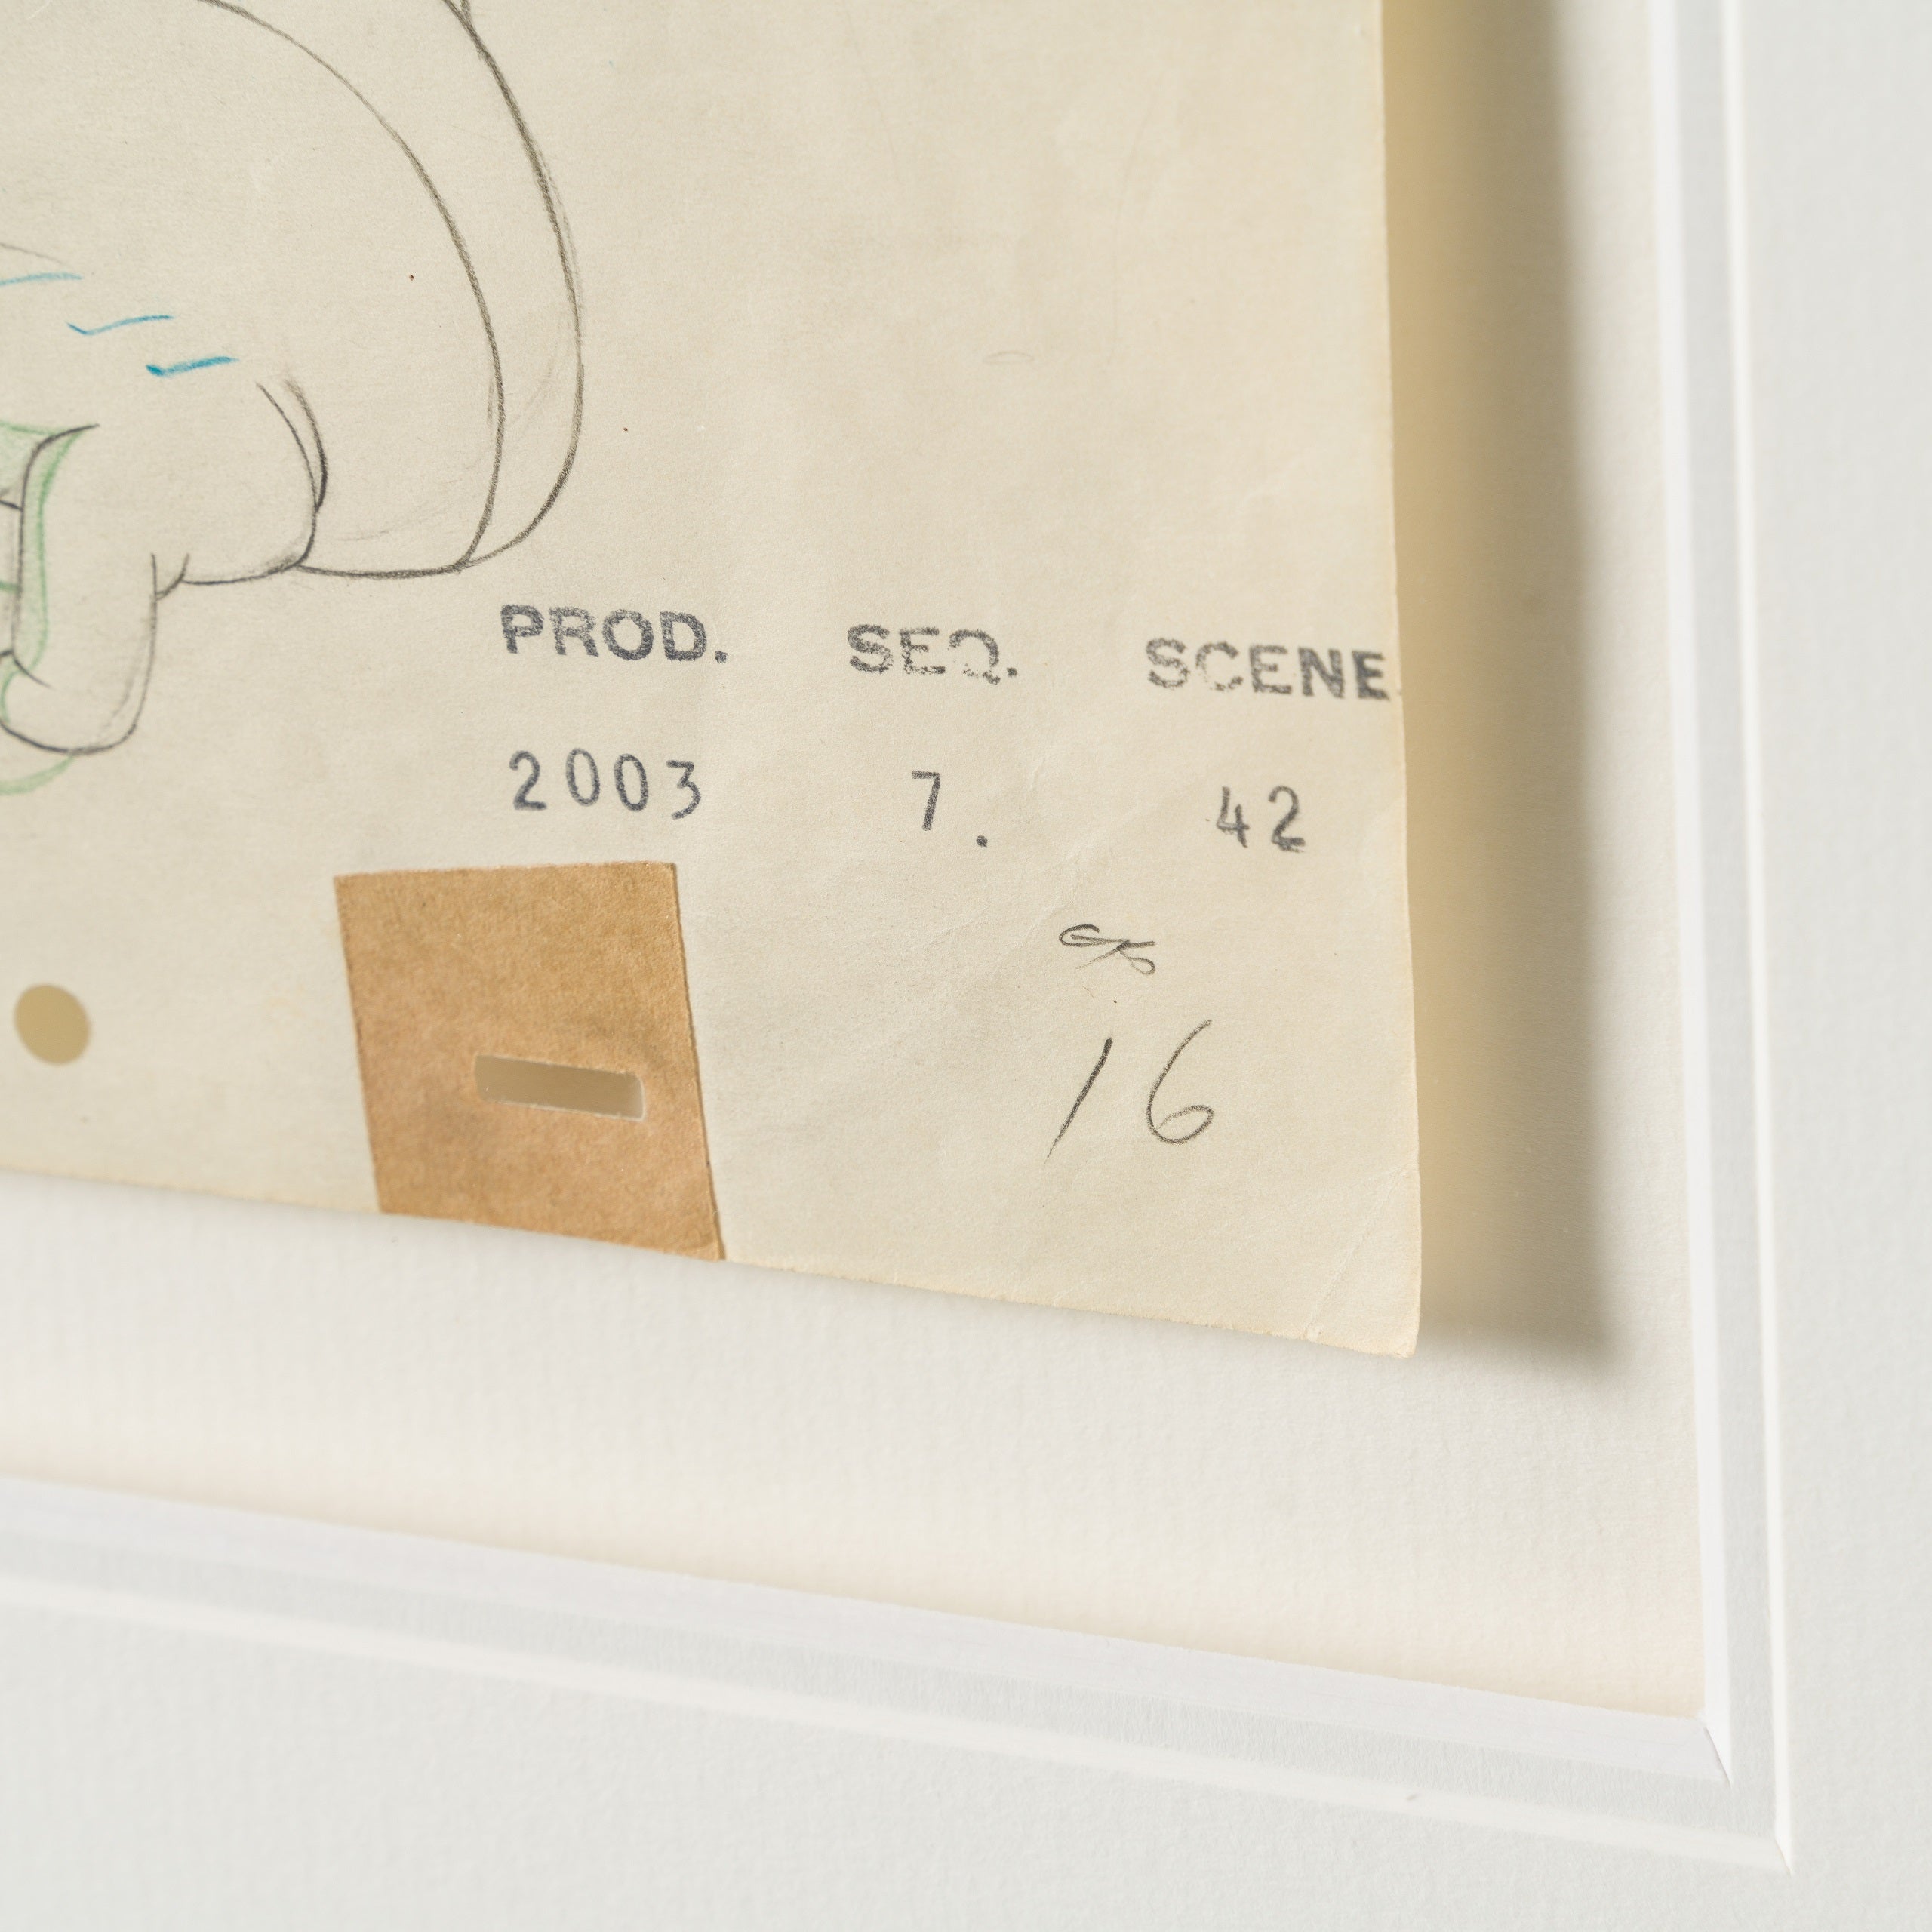 PROD. SEQ. SCENE
2003 7. 42
16